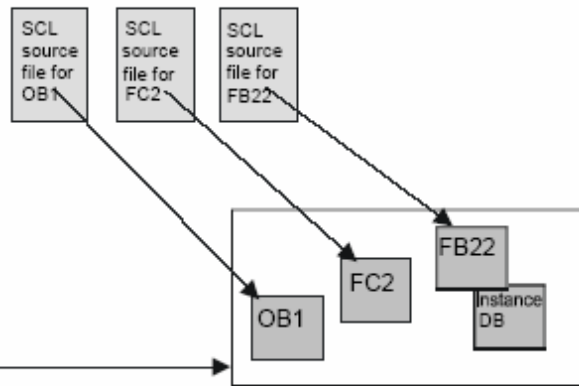 SCL
source
file for
OB1
SCL
source
file for
FC2
SCL
source
file for
FB22
FB22
FC2
OB1
Instance
DB